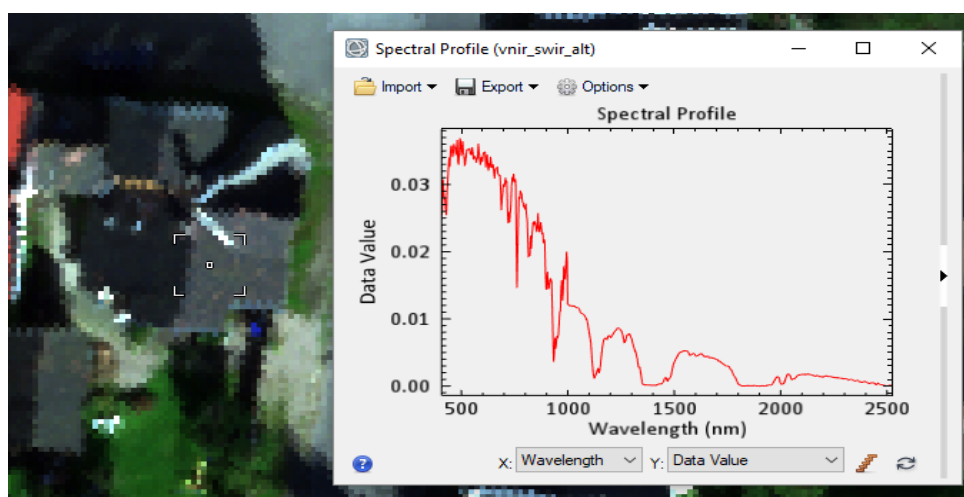 Spectral Profile (vnir_swir_alt)
Import Export Options
Spectral Profile
0.03
0.02
0.01
0.00
Data Value
500 1000 1500 2000 2500
Wavelength (nm)
? X: Wavelength Y: Data Value